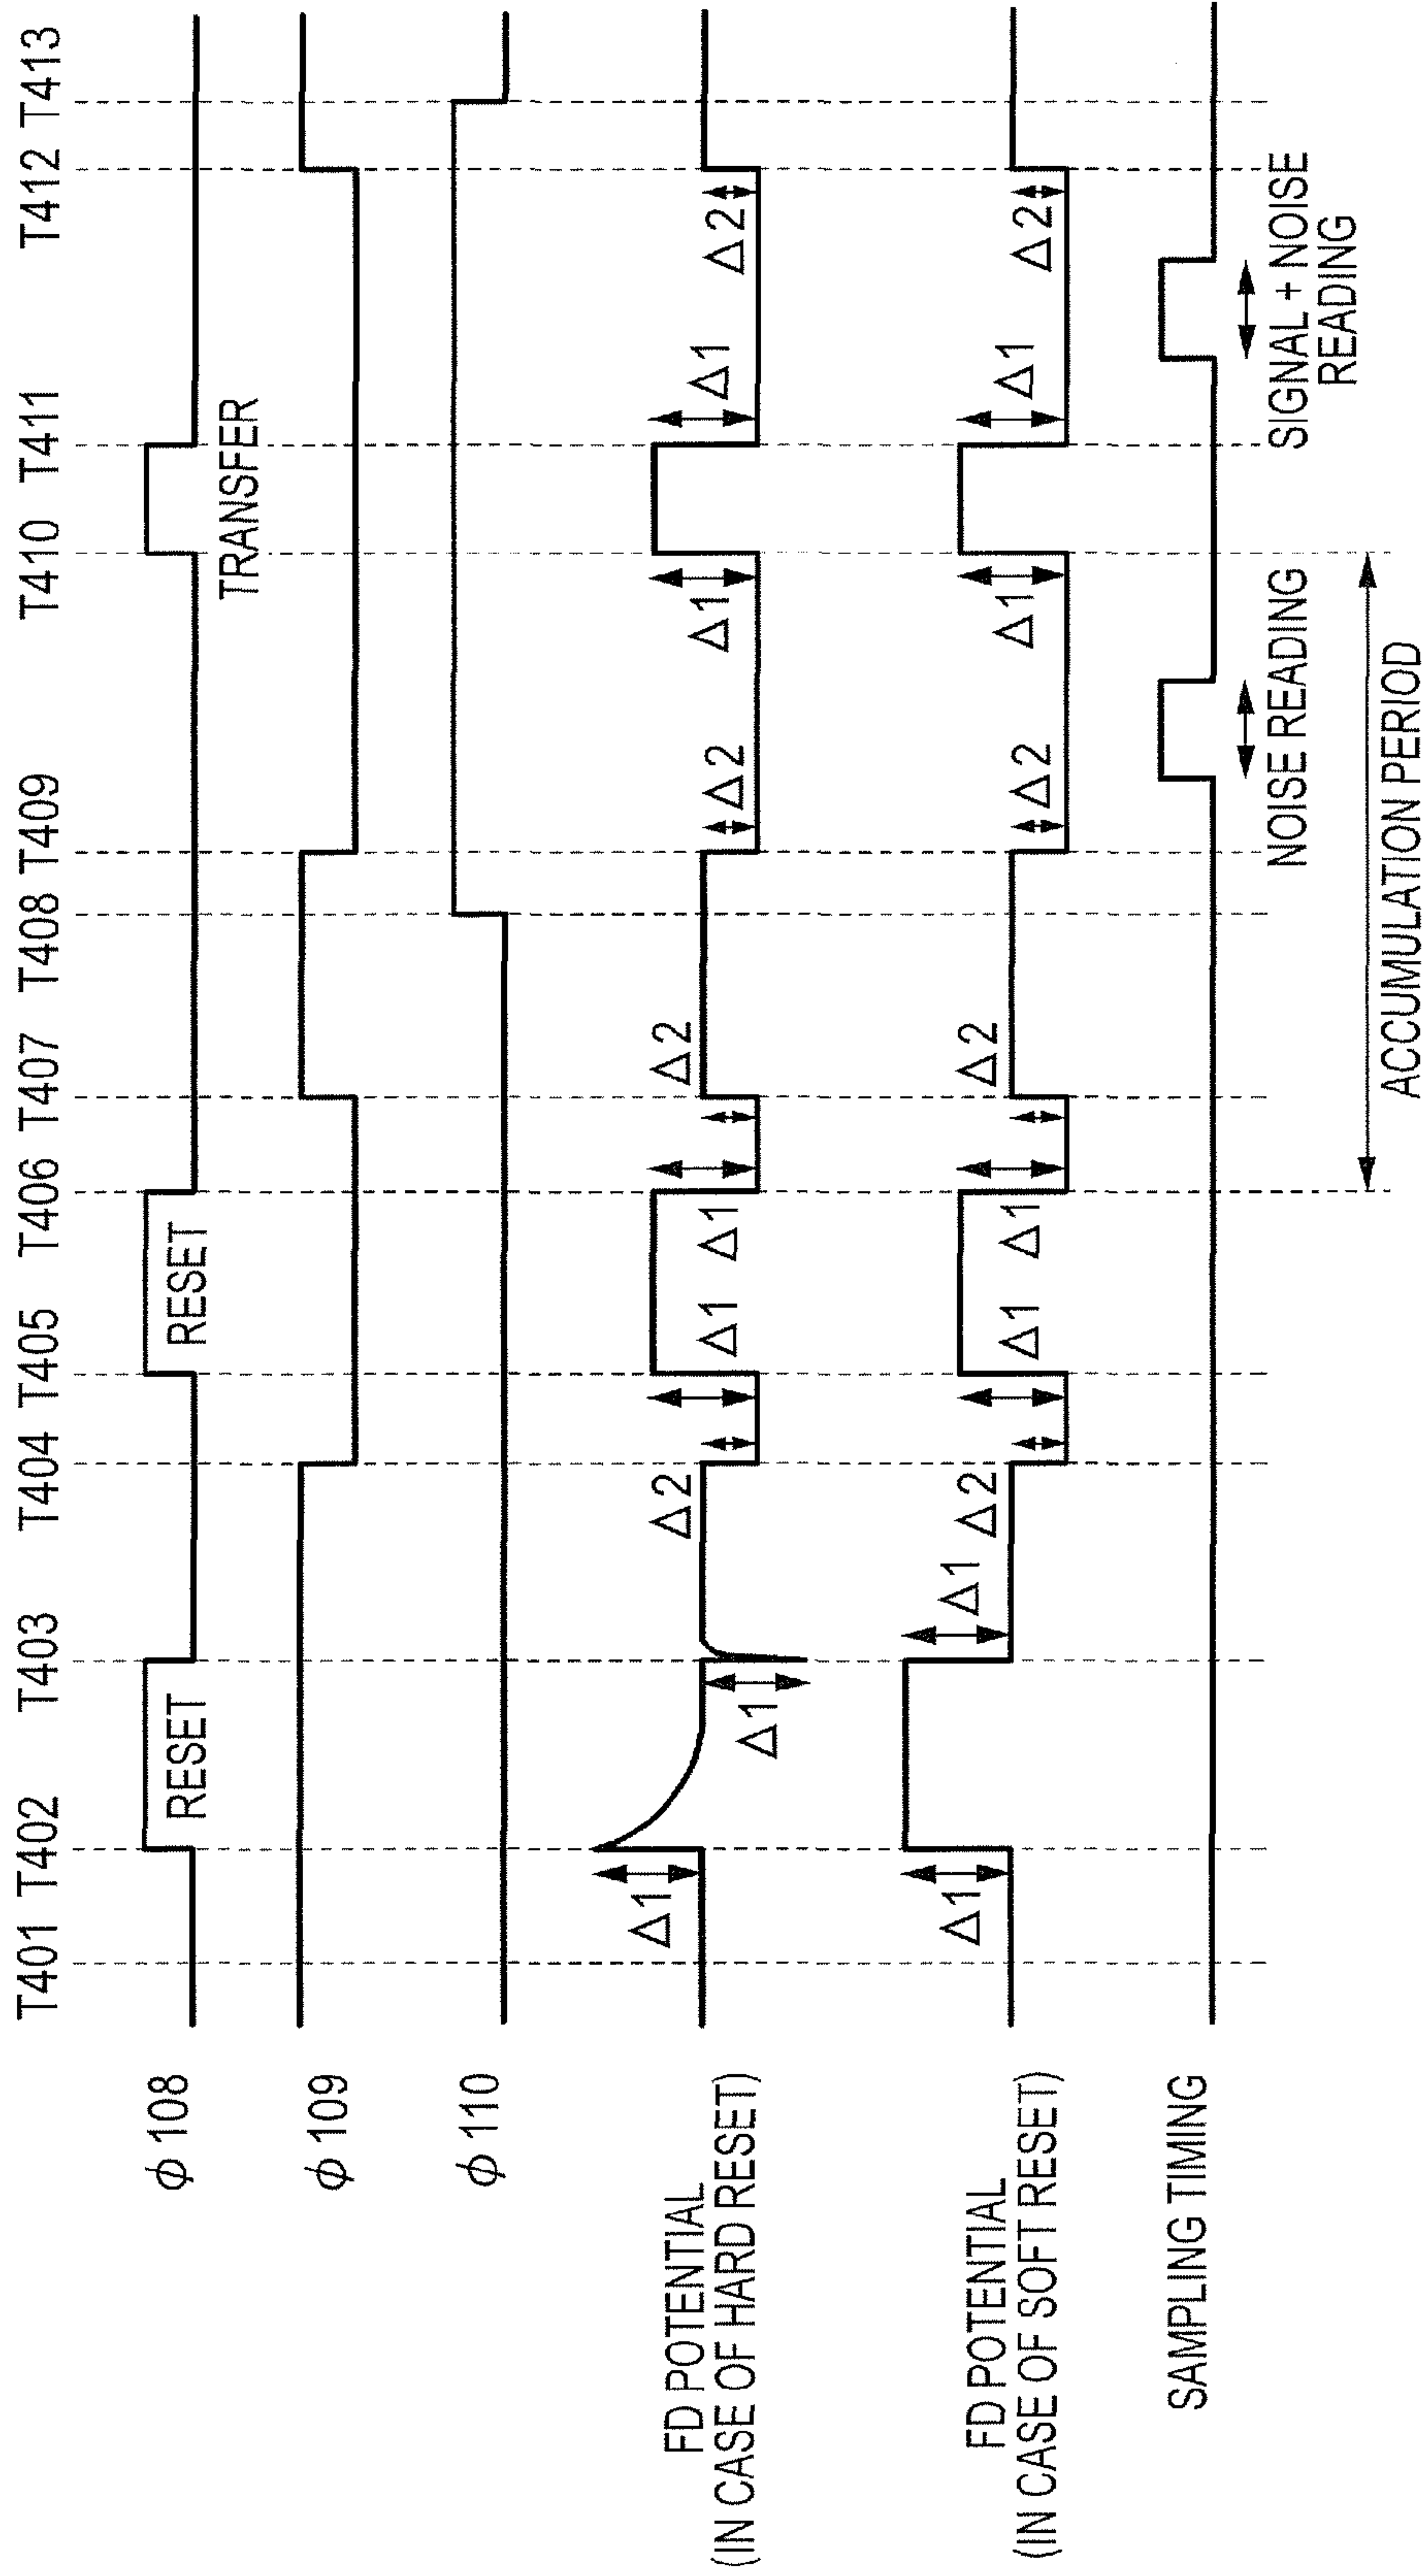 T401 T402 T403 T404 T405 T406 T407 T408 T409 T410 T411 T412 T413
ϕ 108
RESET
RESET
TRANSFER
ϕ 109
ϕ 110
FD POTENTIAL
(IN CASE OF HARD RESET)
Δ1
Δ1
Δ2
Δ1
Δ1
Δ2
Δ2
Δ1
Δ1
Δ2
FD POTENTIAL
(IN CASE OF SOFT RESET)
Δ1
Δ1
Δ2
Δ1
Δ1
Δ2
Δ2
Δ1
Δ1
Δ2
SAMPLING TIMING
NOISE READING
SIGNAL + NOISE
READING
ACCUMULATION PERIOD